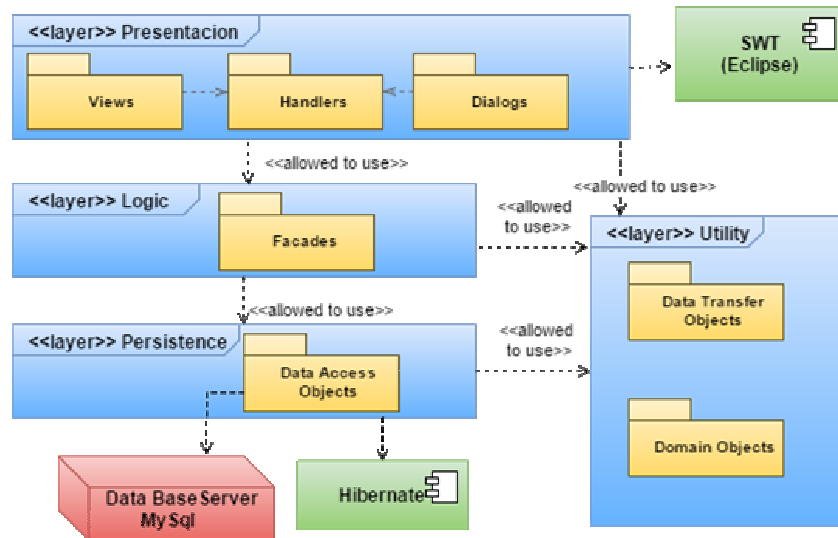 <<layer>> Presentacion
Views
Handlers
Dialogs
SWT
(Eclipse)
<<allowed to use>>
<<allowed to use>>
<<layer>> Logic
Facades
<<allowed
to use>>
<<layer>> Utility
Data Transfer
Objects
Domain Objects
<<allowed to use>>
<<layer>> Persistence
Data Access
Objects
<<allowed
to use>>
Data Base Server
MySql
Hibernate